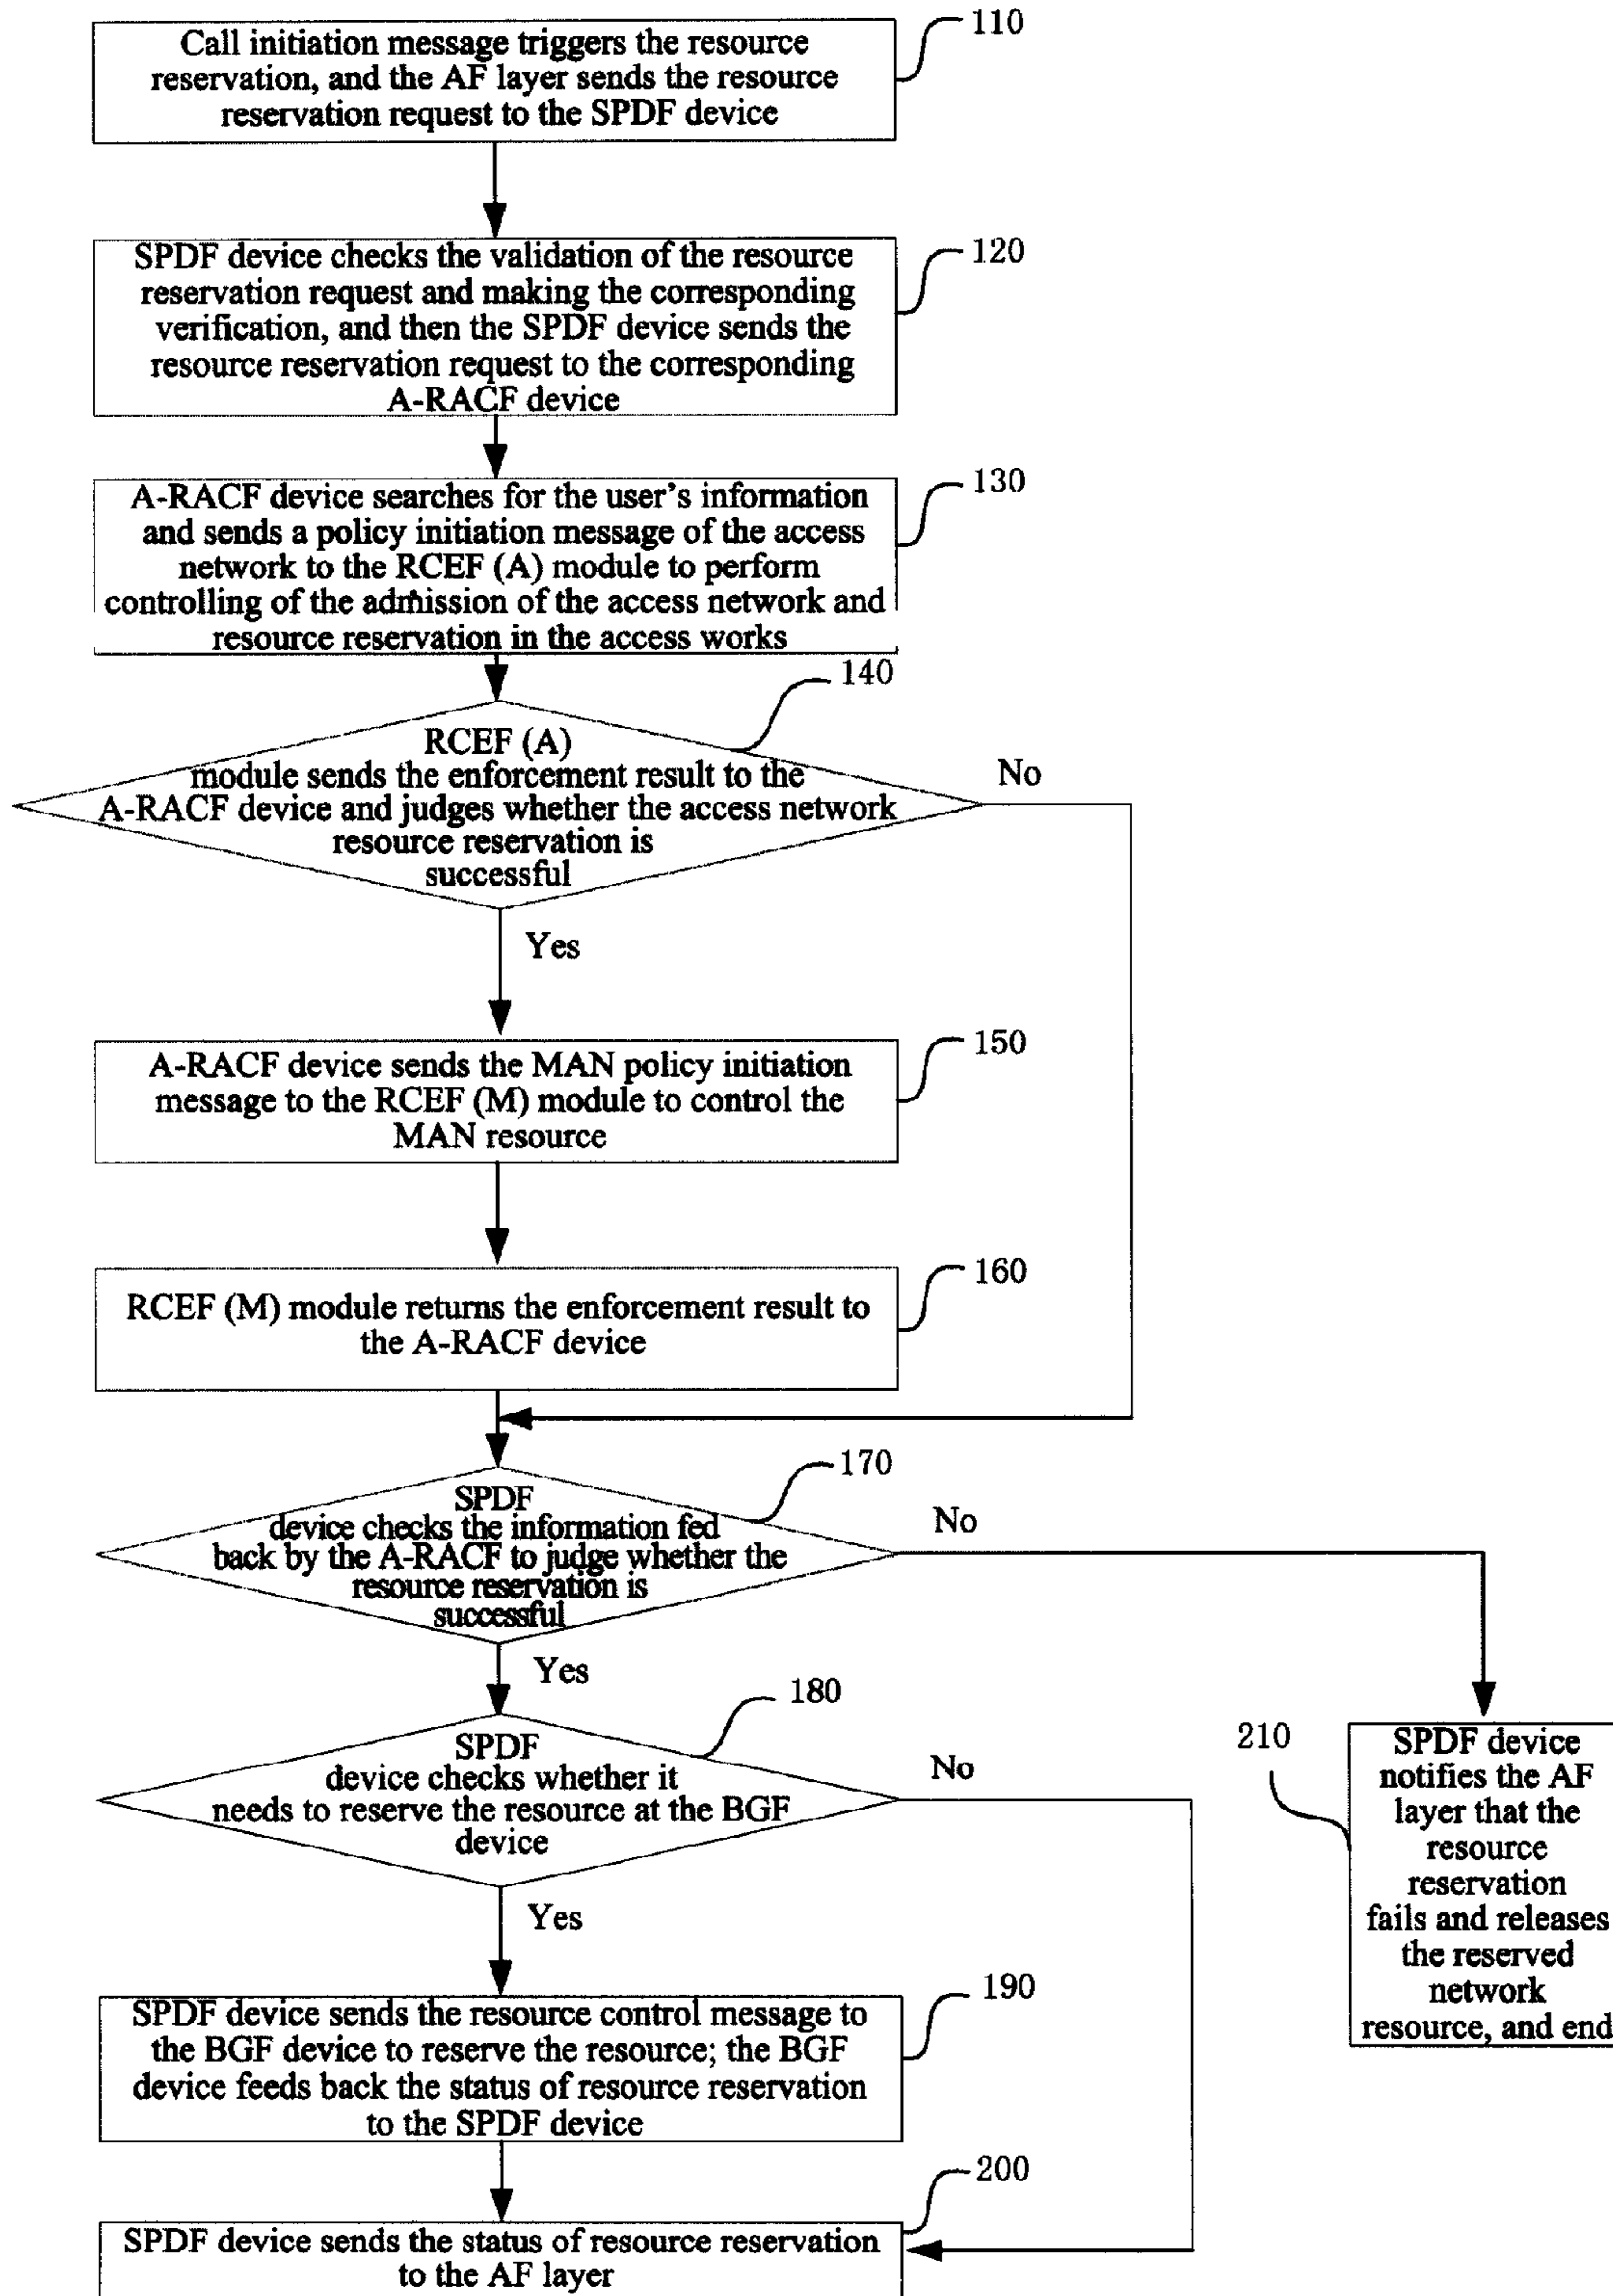 110
Call initiation message triggers the resource
reservation, and the AF layer sends the resource
reservation request to the SPDF device
120
SPDF device checks the validation of the resource
reservation request and making the corresponding
verification, and then the SPDF device sends the
resource reservation request to the corresponding
A-RACF device
130
A-RACF device searches for the user's information
and sends a policy initiation message of the access
network to the RCEF (A) module to perform
controlling of the admission of the access network and
resource reservation in the access works
140
RCEF (A)
module sends the enforcement result to the
A-RACF device and judges whether the access network
resource reservation is
successful
No
Yes
150
A-RACF device sends the MAN policy initiation
message to the RCEF (M) module to control the
MAN resource
160
RCEF (M) module returns the enforcement result to
the A-RACF device
170
SPDF
device checks the information fed
back by the A-RACF to judge whether the
resource reservation is
successful
No
Yes
180
SPDF
device checks whether it
needs to reserve the resource at the BGF
device
No
Yes
210
SPDF device
notifies the AF
layer that the
resource
reservation
fails and releases
the reserved
network
resource, and end
190
SPDF device sends the resource control message to
the BGF device to reserve the resource; the BGF
device feeds back the status of resource reservation
to the SPDF device
200
SPDF device sends the status of resource reservation
to the AF layer